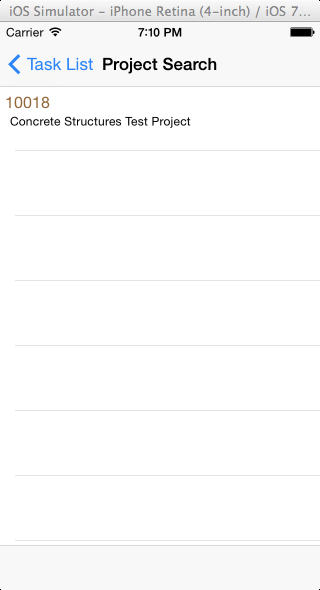 iOS Simulator – iPhone Retina (4-inch) / iOS 7...
Carrier 7:10 PM
Task List Project Search
10018
Concrete Structures Test Project